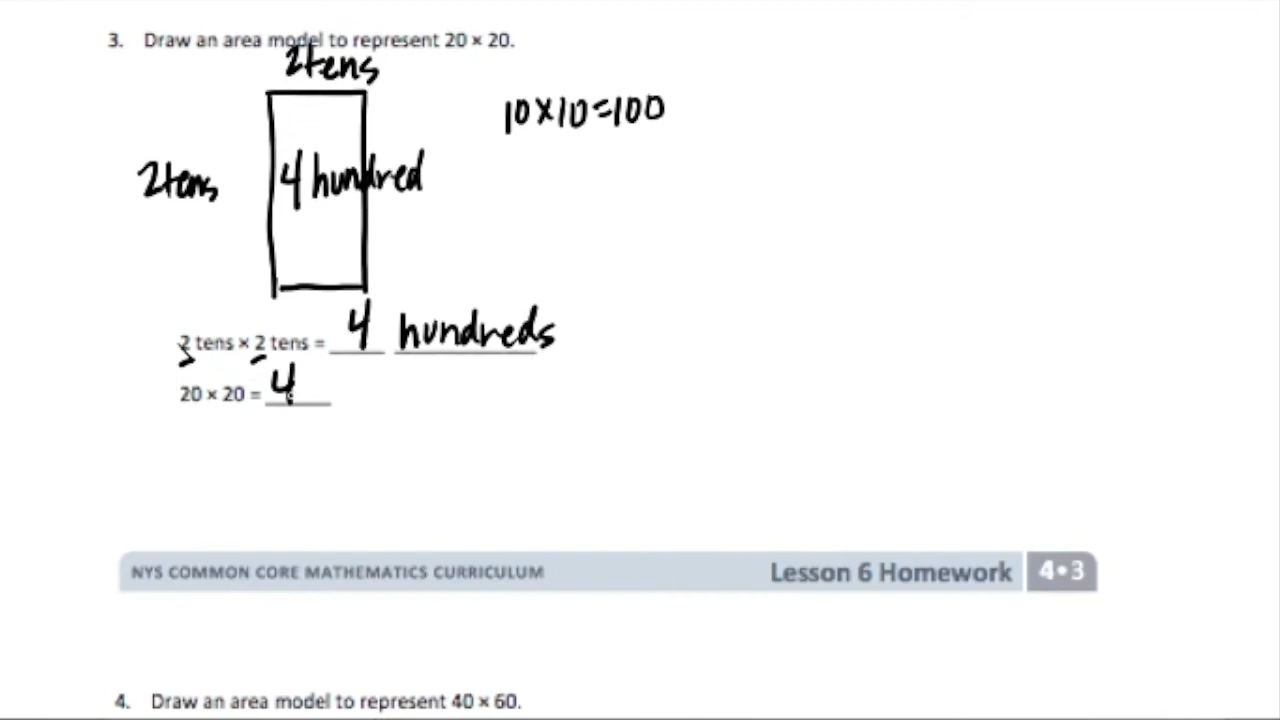 3. Draw an area model to represent 20 × 20.
2tens
10×10=100
2tens
4 hundred
2 tens × 2 tens = 4 hundreds
20 × 20 = 4
NYS COMMON CORE MATHEMATICS CURRICULUM
Lesson 6 Homework
4•3
4. Draw an area model to represent 40 × 60.